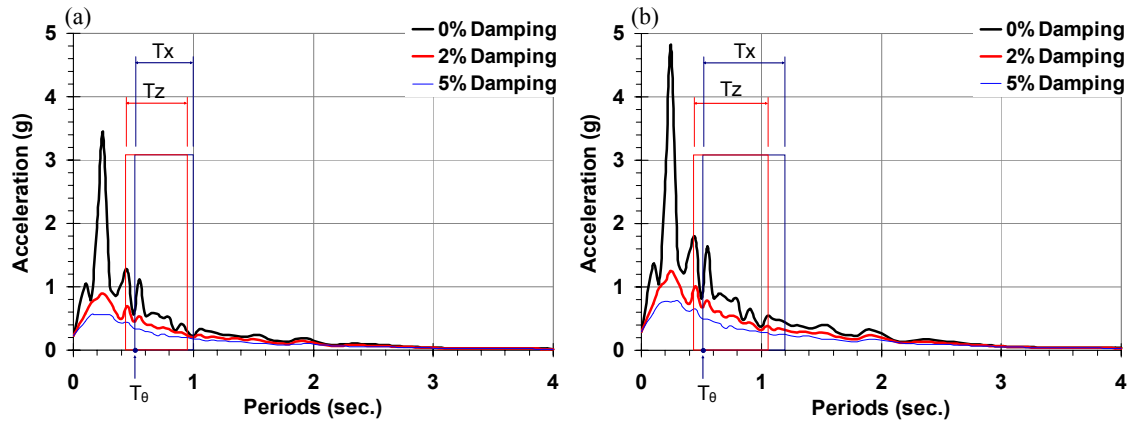 (a)
0% Damping
2% Damping
5% Damping
Tx
Tz
5
4
3
2
1
0
Acceleration (g)
0 1 2 3 4
Tθ
Periods (sec.)
(b)
0% Damping
2% Damping
5% Damping
Tx
Tz
5
4
3
2
1
0
Acceleration (g)
0 1 2 3 4
Tθ
Periods (sec.)